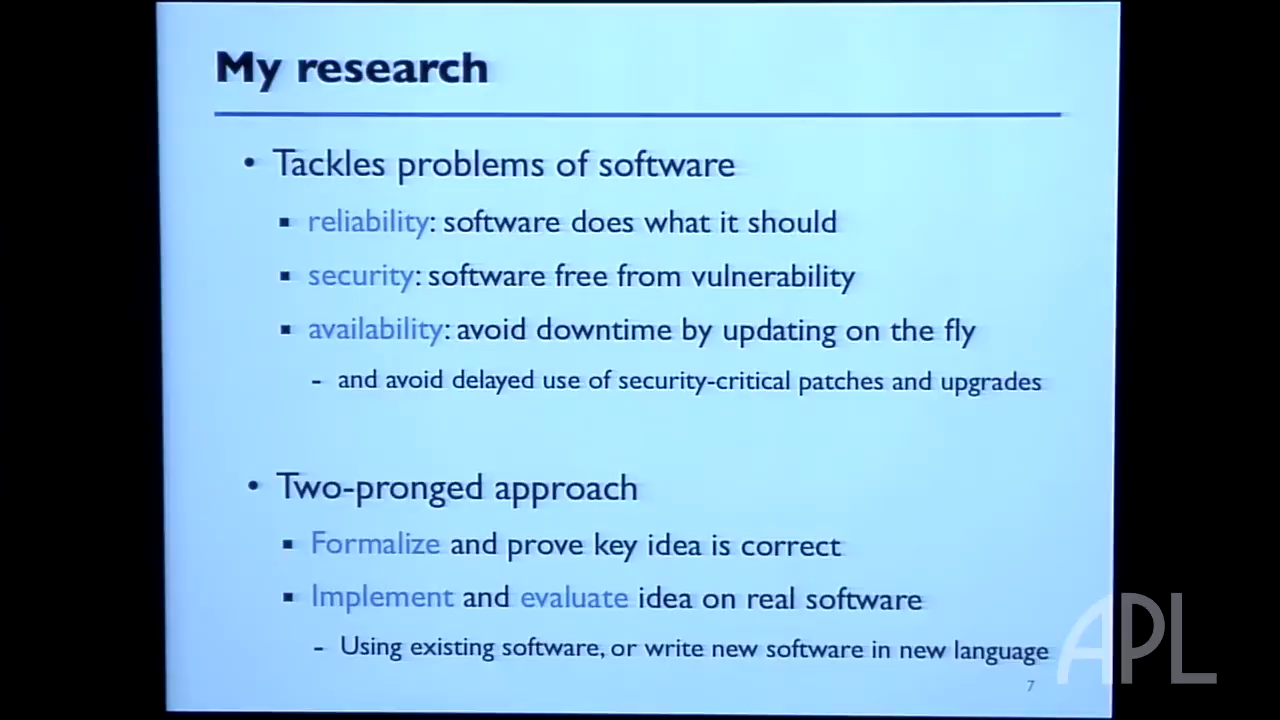 My research
• Tackles problems of software
▪ reliability: software does what it should
▪ security: software free from vulnerability
▪ availability: avoid downtime by updating on the fly
- and avoid delayed use of security-critical patches and upgrades
• Two-pronged approach
▪ Formalize and prove key idea is correct
▪ Implement and evaluate idea on real software
- Using existing software, or write new software in new language
7
APL